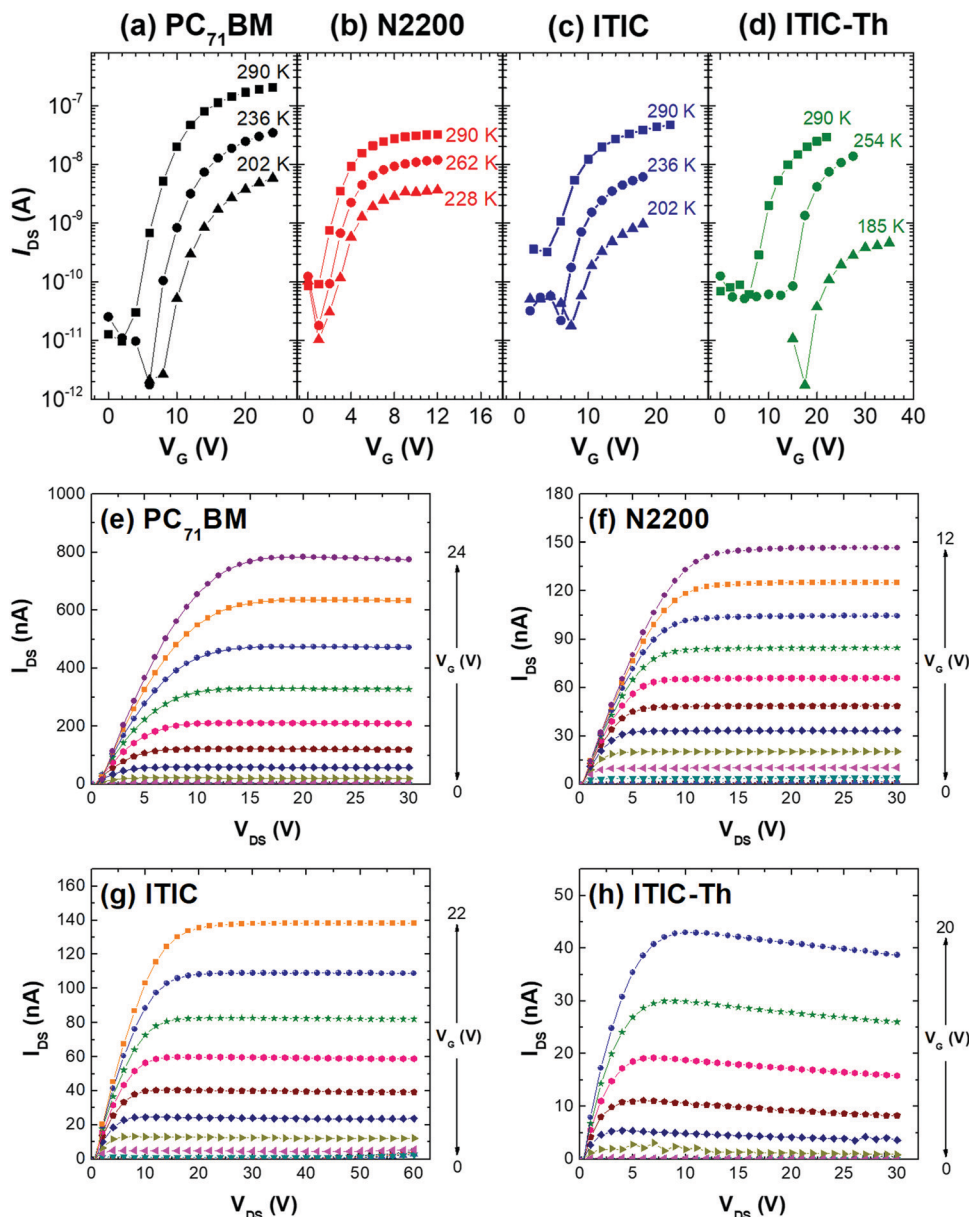 (a) PC71BM (b) N2200 (c) ITIC (d) ITIC-Th
290 K
236 K
202 K
290 K
262 K
228 K
290 K
236 K
202 K
290 K
254 K
185 K
10-7
10-8
10-9
10-10
10-11
10-12
IDS (A)
0 10 20 30
0 4 8 12 16
0 10 20
0 10 20 30 40
VG (V) VG (V) VG (V) VG (V)
(e) PC71BM
1000
800
600
400
200
0
IDS (nA)
0 5 10 15 20 25 30
VDS (V)
24
VG (V)
0
(f) N2200
180
150
120
90
60
30
0
IDS (nA)
0 5 10 15 20 25 30
VDS (V)
12
VG (V)
0
(g) ITIC
160
140
120
100
80
60
40
20
0
IDS (nA)
0 10 20 30 40 50 60
VDS (V)
22
VG (V)
0
(h) ITIC-Th
50
40
30
20
10
0
IDS (nA)
0 5 10 15 20 25 30
VDS (V)
20
VG (V)
0